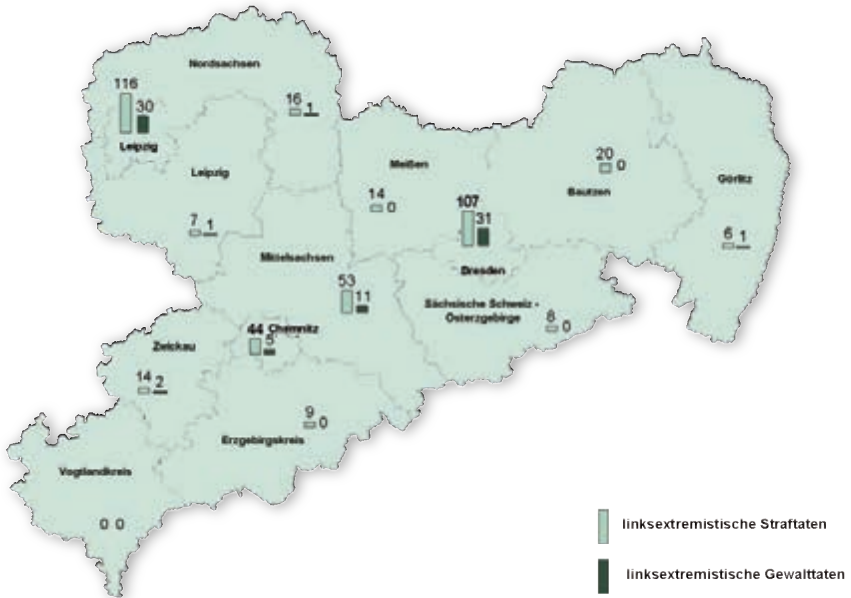 Nordsachsen
116
30
16 1
Leipzig
Leipzig
7 1
Meißen
14 0
20 0
Bautzen
Görlitz
6 1
107
31
Dresden
Mittelsachsen
53
11
Sächsische Schweiz -
Osterzgebirge
8 0
44 Chemnitz
5
Zwickau
14 2
9 0
Erzgebirgskreis
Vogtlandkreis
0 0
linksextremistische Straftaten
linksextremistische Gewalttaten